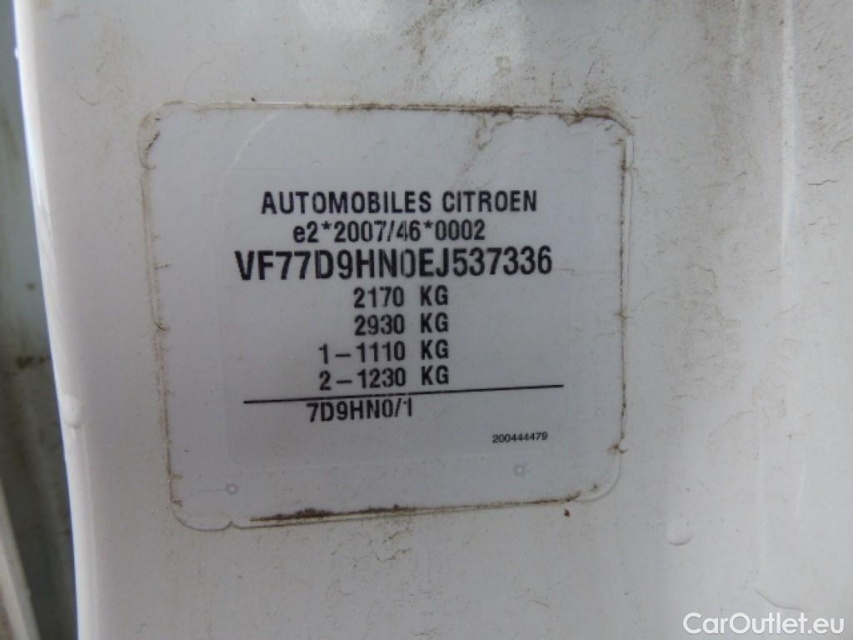 AUTOMOBILES CITROEN
e2*2007/46*0002
VF77D9HN0EJ537336
2170 KG
2930 KG
1-1110 KG
2-1230 KG
7D9HN0/1
200444479
CarOutlet.eu